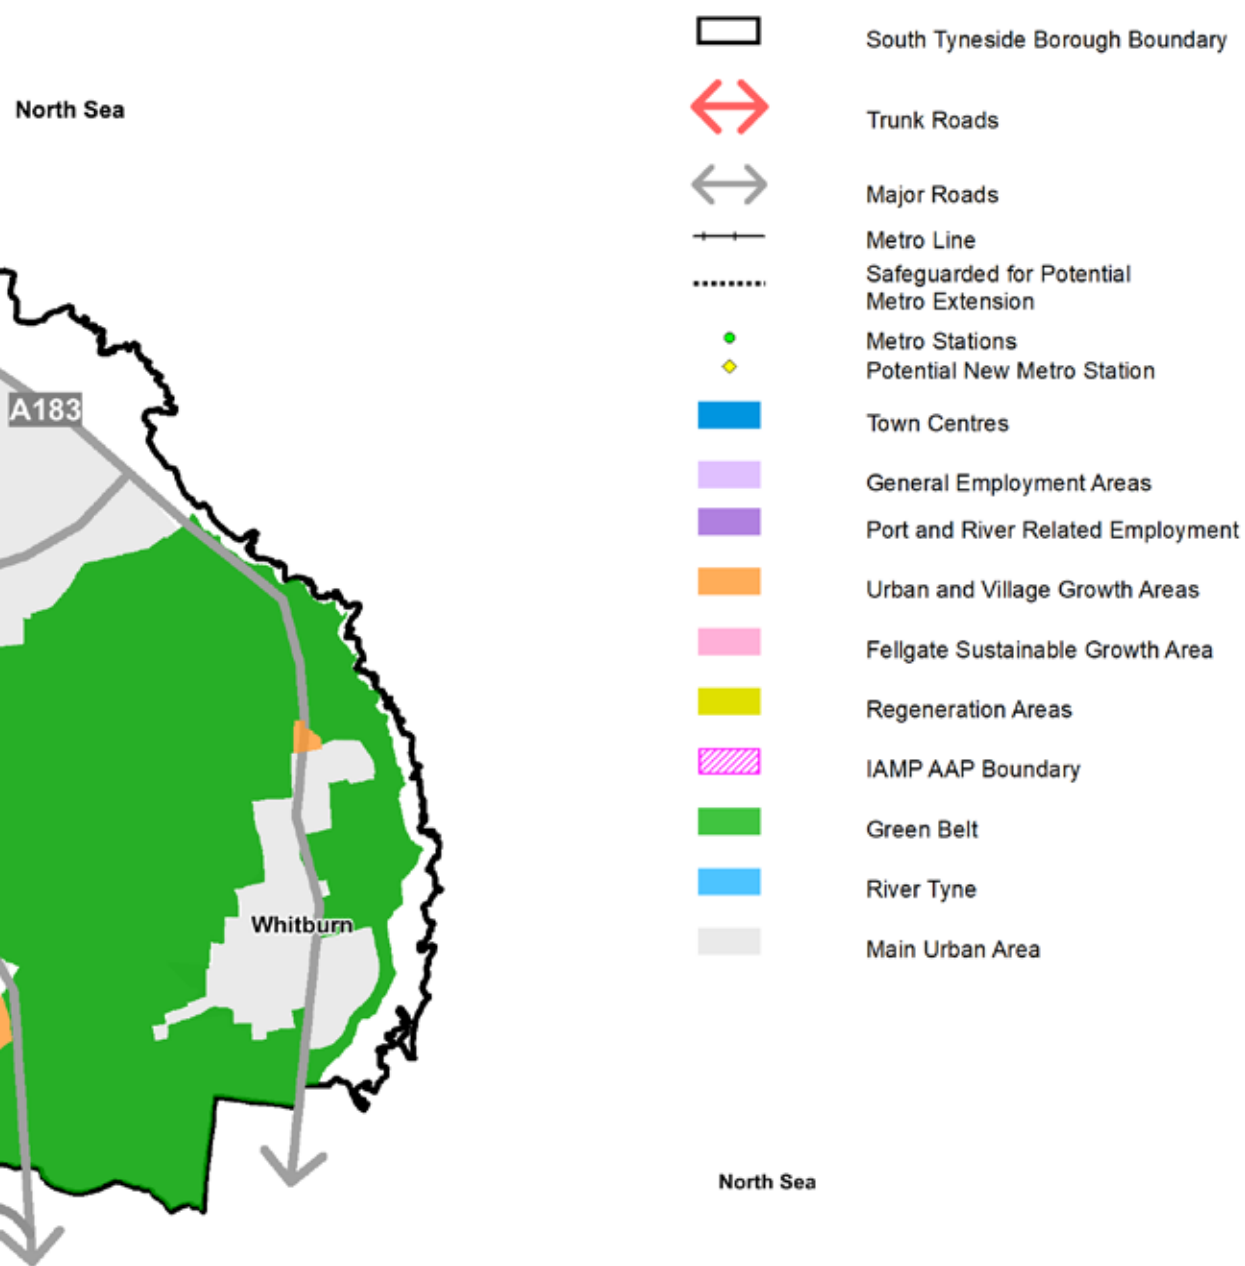 North Sea
A183
Whitburn
South Tyneside Borough Boundary
Trunk Roads
Major Roads
Metro Line
Safeguarded for Potential
Metro Extension
Metro Stations
Potential New Metro Station
Town Centres
General Employment Areas
Port and River Related Employment
Urban and Village Growth Areas
Fellgate Sustainable Growth Area
Regeneration Areas
IAMP AAP Boundary
Green Belt
River Tyne
Main Urban Area
North Sea